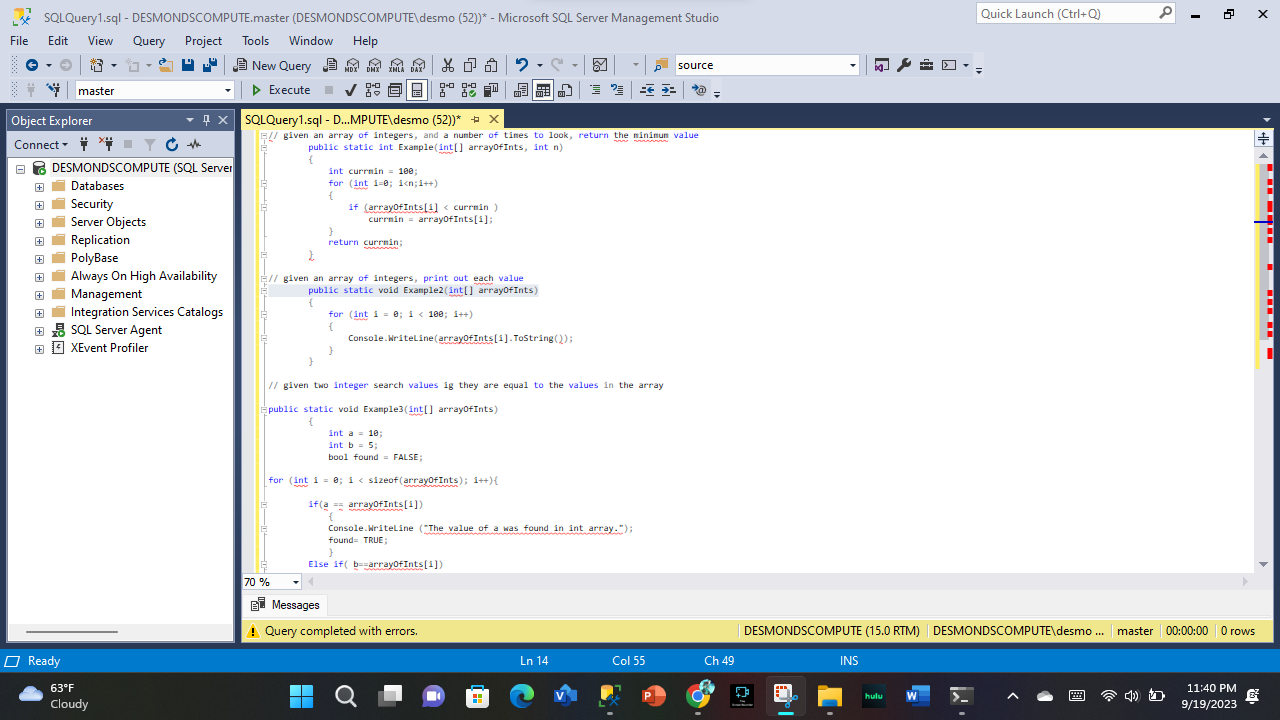 SQLQuery1.sql - DESMONDSCOMPUTE.master (DESMONDSCOMPUTE\desmo (52))* - Microsoft SQL Server Management Studio
Quick Launch (Ctrl+Q)
File Edit View Query Project Tools Window Help
New Query MDX DMX XMLA DAX source
master Execute
Object Explorer
Connect
DESMONDSCOMPUTE (SQL Server
Databases
Security
Server Objects
Replication
PolyBase
Always On High Availability
Management
Integration Services Catalogs
SQL Server Agent
XEvent Profiler
SQLQuery1.sql - D...MPUTE\desmo (52))*
// given an array of integers, and a number of times to look, return the minimum value
public static int Example(int[] arrayOfInts, int n)
{
int currmin = 100;
for (int i=0; i<n;i++)
{
if (arrayOfInts[i] < currmin )
currmin = arrayOfInts[i];
}
return currmin;
}
// given an array of integers, print out each value
public static void Example2(int[] arrayOfInts)
{
for (int i = 0; i < 100; i++)
{
Console.WriteLine(arrayOfInts[i].ToString());
}
}
// given two integer search values ig they are equal to the values in the array
public static void Example3(int[] arrayOfInts)
{
int a = 10;
int b = 5;
bool found = FALSE;
for (int i = 0; i < sizeof(arrayOfInts); i++){
if(a == arrayOfInts[i])
{
Console.WriteLine ("The value of a was found in int array.");
found= TRUE;
}
Else if( b==arrayOfInts[i])
70 %
Messages
Query completed with errors. DESMONDSCOMPUTE (15.0 RTM) DESMONDSCOMPUTE\desmo ... master 00:00:00 0 rows
Ready Ln 14 Col 55 Ch 49 INS
63°F
Cloudy
hulu
11:40 PM
9/19/2023